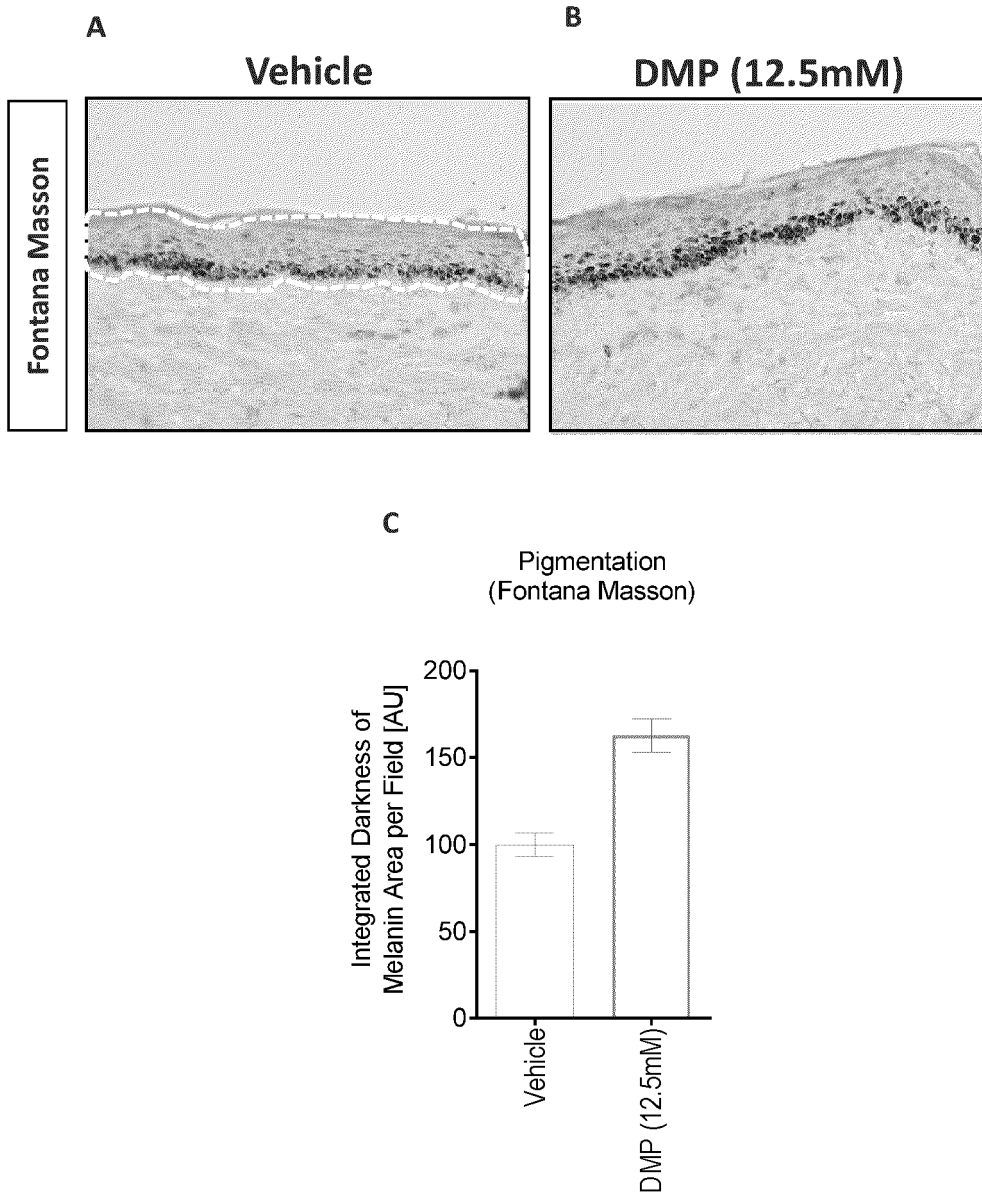 A
B
Vehicle
DMP (12.5mM)
Fontana Masson
C
Pigmentation
(Fontana Masson)
Integrated Darkness of
Melanin Area per Field [AU]
200
150
100
50
0
Vehicle
DMP (12.5mM)